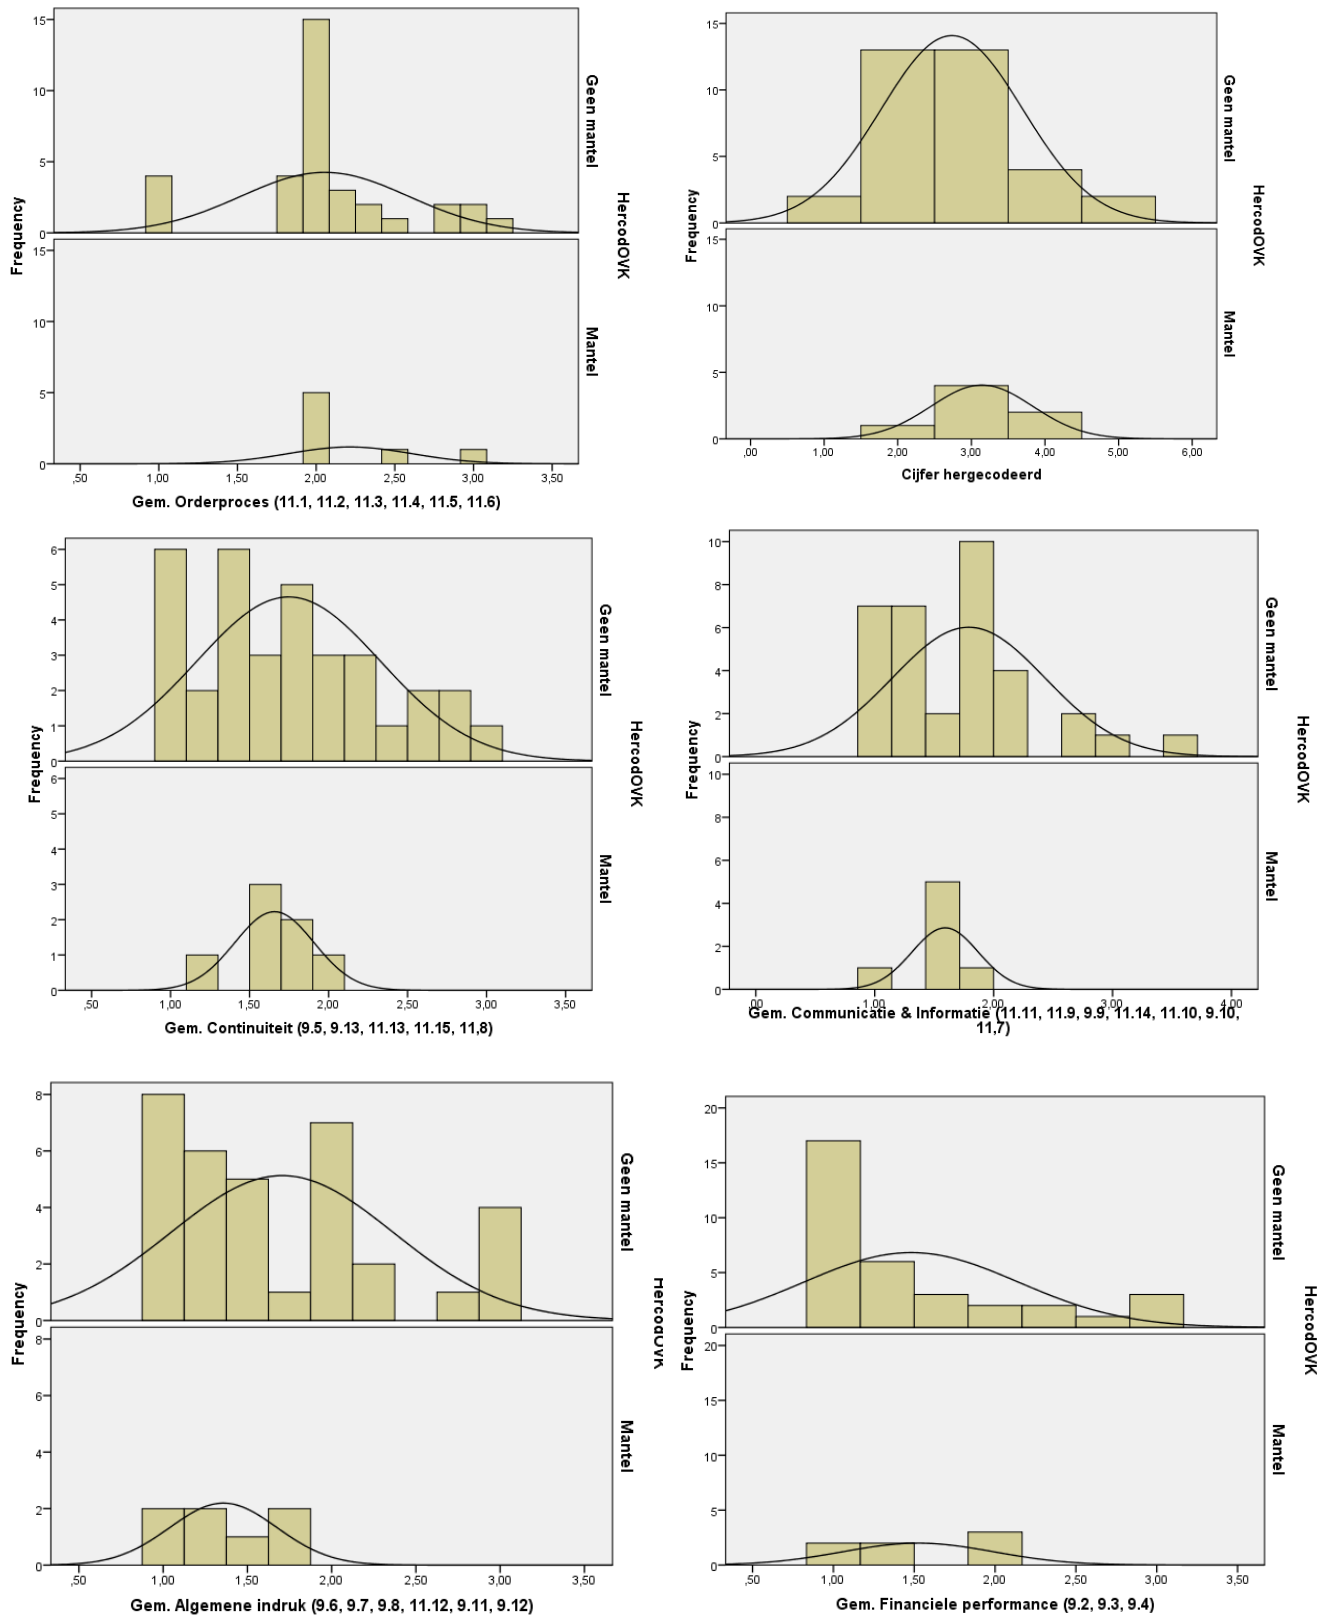 15
10
5
0
Geen mantel
15
10
5
0
Mantel
Frequency
HercodOVK
,50 1,00 1,50 2,00 2,50 3,00 3,50
Gem. Orderproces (11.1, 11.2, 11.3, 11.4, 11.5, 11.6)
15
10
5
0
Geen mantel
15
10
5
0
Mantel
Frequency
HercodOVK
,00 1,00 2,00 3,00 4,00 5,00 6,00
Cijfer hergecodeerd
6
5
4
3
2
1
0
Geen mantel
6
5
4
3
2
1
0
Mantel
Frequency
HercodOVK
,50 1,00 1,50 2,00 2,50 3,00 3,50
Gem. Continuiteit (9.5, 9.13, 11.13, 11.15, 11,8)
10
8
6
4
2
0
Geen mantel
10
8
6
4
2
0
Mantel
Frequency
HercodOVK
,00 1,00 2,00 3,00 4,00
Gem. Communicatie & Informatie (11.11, 11.9, 9.9, 11.14, 11.10, 9.10,
11,7)
8
6
4
2
0
Geen mantel
8
6
4
2
0
Mantel
Frequency
HercodOVK
,50 1,00 1,50 2,00 2,50 3,00 3,50
Gem. Algemene indruk (9.6, 9.7, 9.8, 11.12, 9.11, 9.12)
20
15
10
5
0
Geen mantel
20
15
10
5
0
Mantel
Frequency
HercodOVK
,50 1,00 1,50 2,00 2,50 3,00 3,50
Gem. Financiele performance (9.2, 9.3, 9.4)